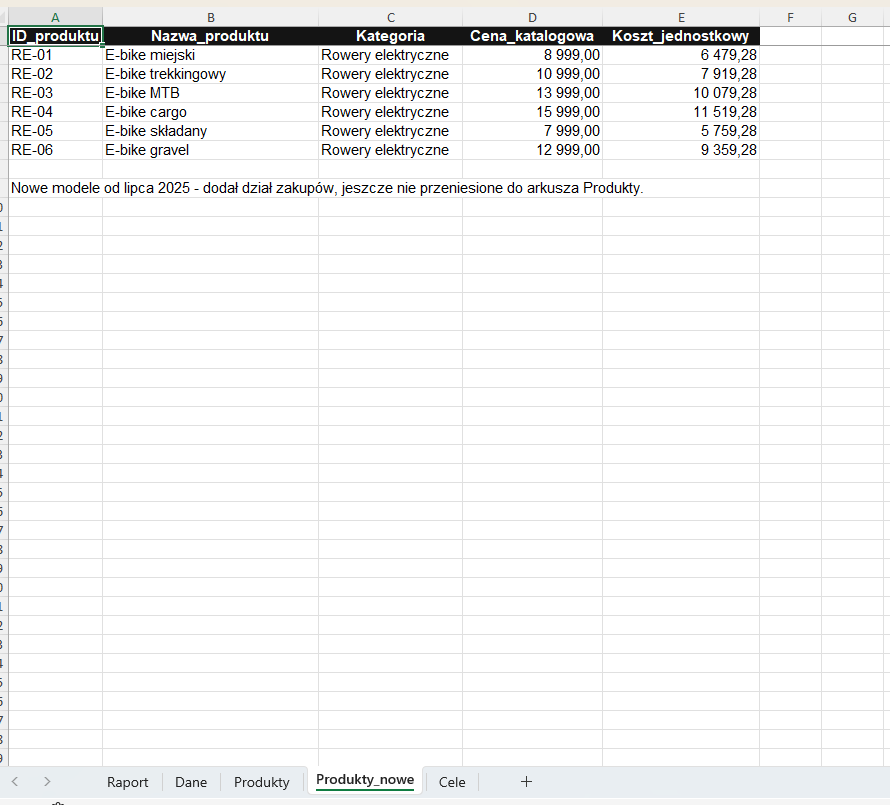 A B C D E F G
ID_produktu Nazwa_produktu Kategoria Cena_katalogowa Koszt_jednostkowy
RE-01 E-bike miejski Rowery elektryczne 8 999,00 6 479,28
RE-02 E-bike trekkingowy Rowery elektryczne 10 999,00 7 919,28
RE-03 E-bike MTB Rowery elektryczne 13 999,00 10 079,28
RE-04 E-bike cargo Rowery elektryczne 15 999,00 11 519,28
RE-05 E-bike składany Rowery elektryczne 7 999,00 5 759,28
RE-06 E-bike gravel Rowery elektryczne 12 999,00 9 359,28
Nowe modele od lipca 2025 - dodał dział zakupów, jeszcze nie przeniesione do arkusza Produkty.
Raport Dane Produkty Produkty_nowe Cele